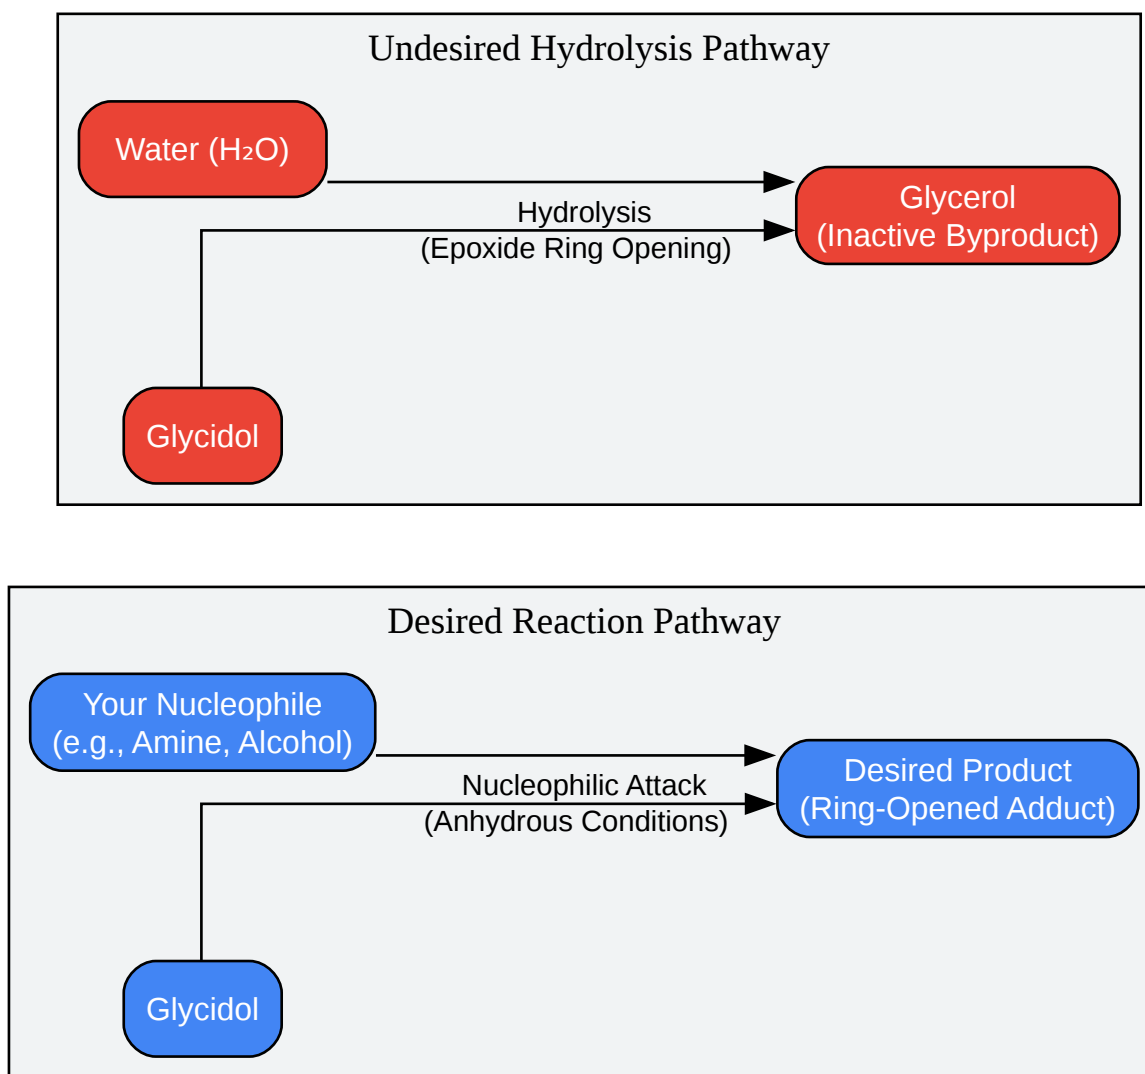 Undesired Hydrolysis Pathway
Water (H₂O)
Glycerol
(Inactive Byproduct)
Hydrolysis
(Epoxide Ring Opening)
Glycidol
Desired Reaction Pathway
Your Nucleophile
(e.g., Amine, Alcohol)
Desired Product
(Ring-Opened Adduct)
Nucleophilic Attack
(Anhydrous Conditions)
Glycidol